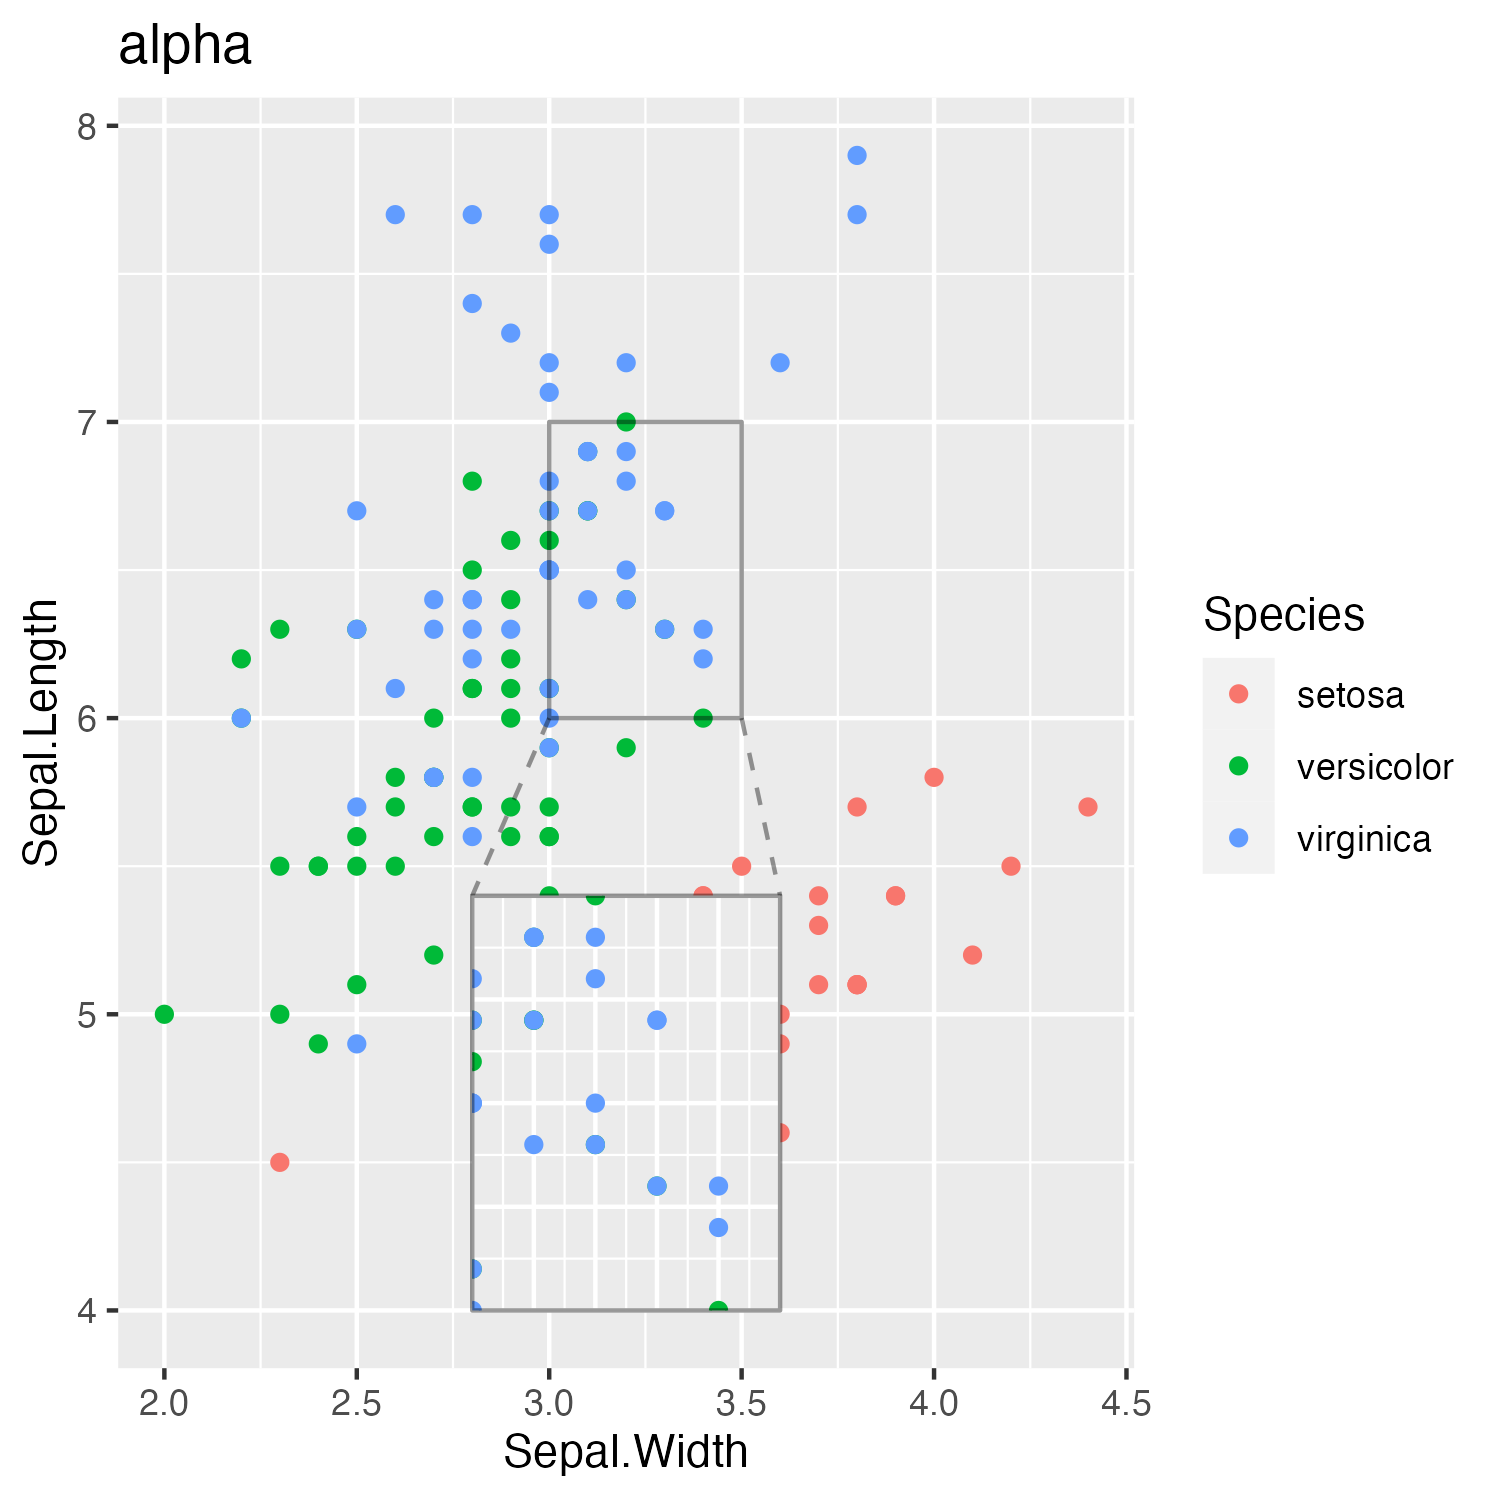 alpha
8
7
6
5
4
Sepal.Length
2.0 2.5 3.0 3.5 4.0 4.5
Sepal.Width
Species
setosa
versicolor
virginica